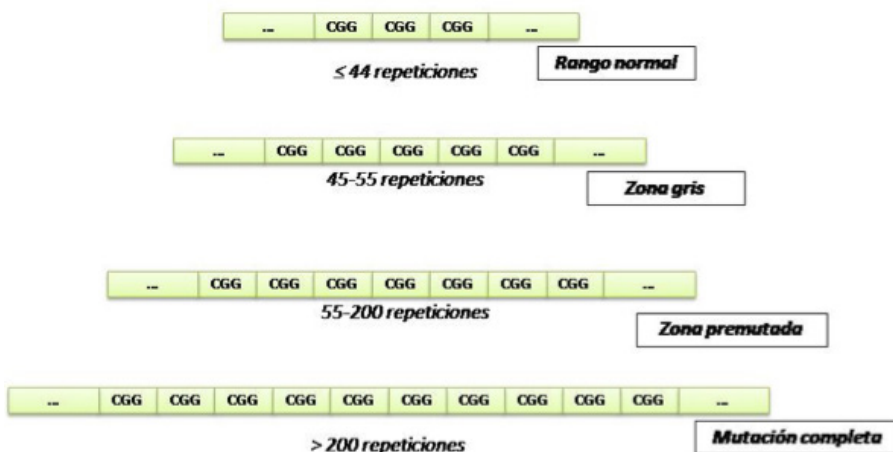 ... CGG CGG CGG ...
≤ 44 repeticiones
Rango normal
... CGG CGG CGG CGG CGG ...
45-55 repeticiones
Zona gris
... CGG CGG CGG CGG CGG CGG CGG ...
55-200 repeticiones
Zona premutada
... CGG CGG CGG CGG CGG CGG CGG CGG CGG CGG ...
> 200 repeticiones
Mutación completa